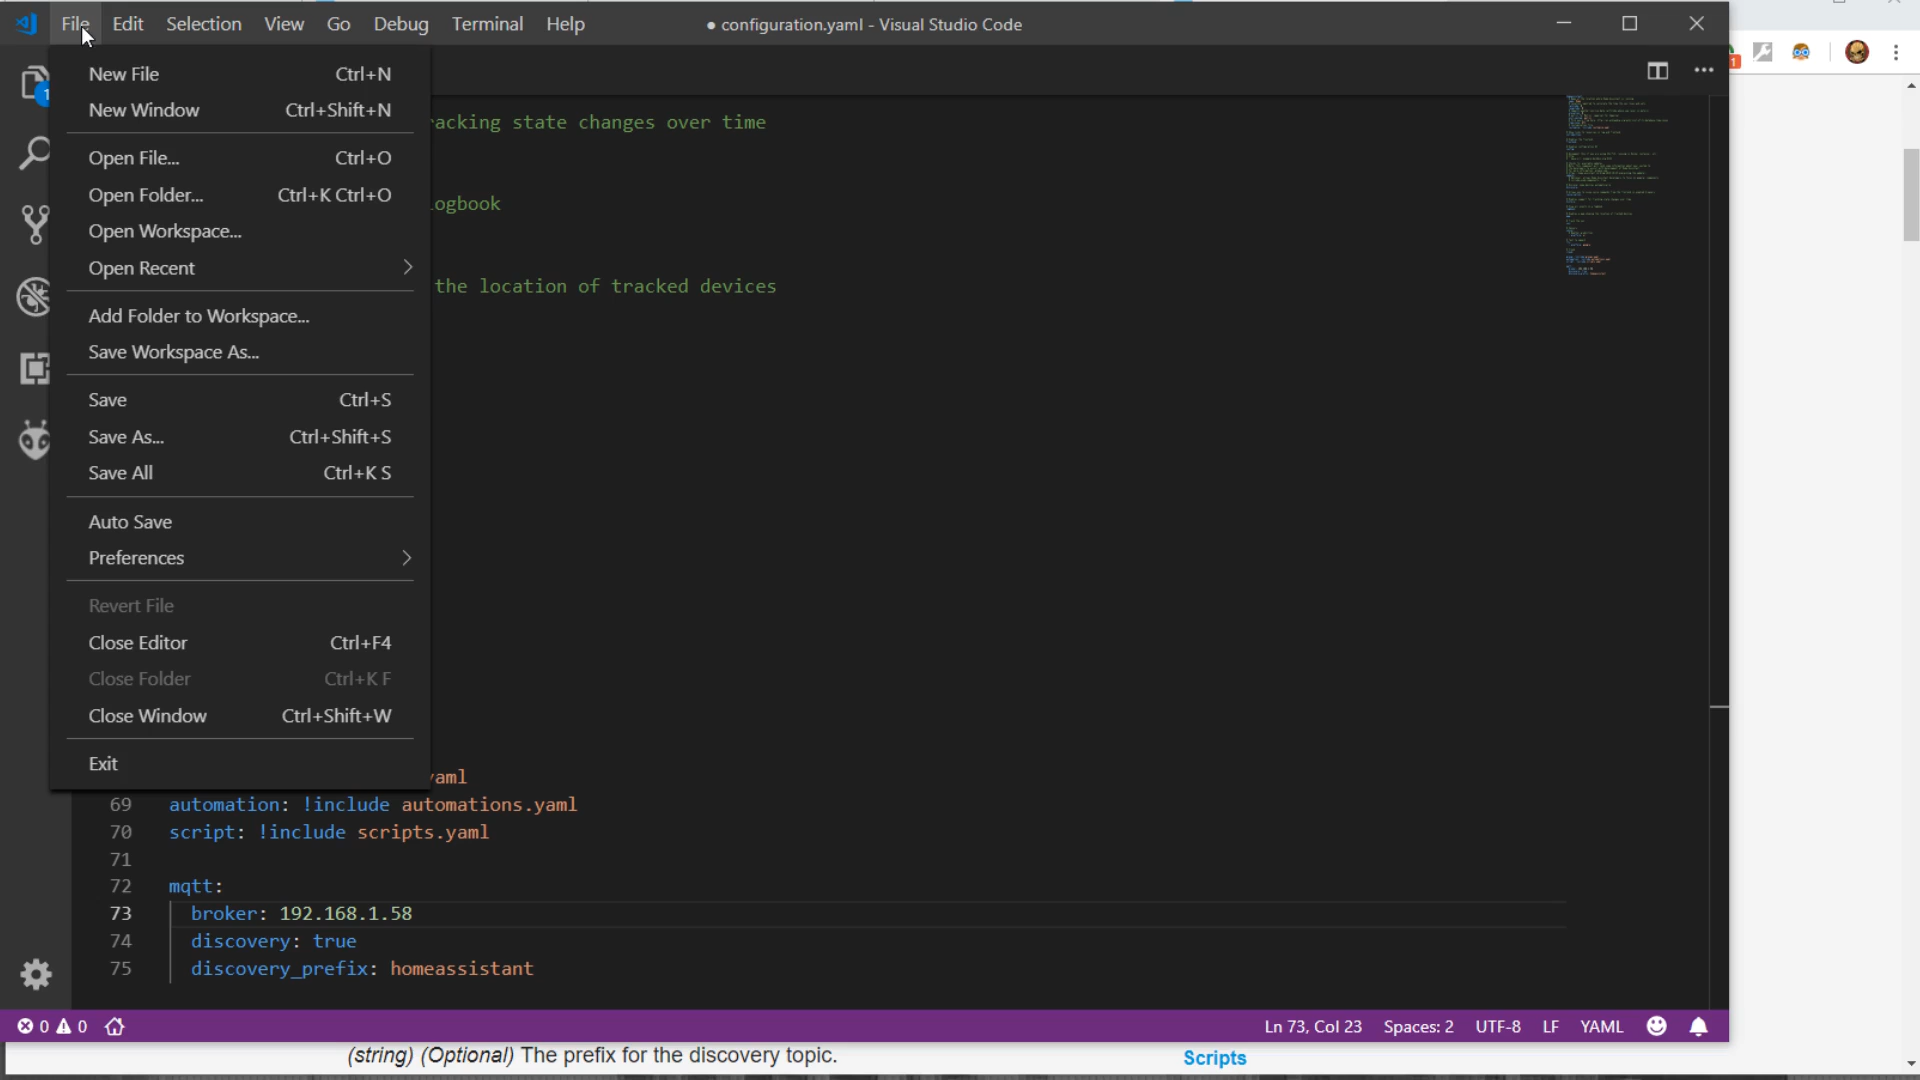 File Edit Selection View Go Debug Terminal Help ● configuration.yaml - Visual Studio Code
1
1
New File Ctrl+N
New Window Ctrl+Shift+N
Open File... Ctrl+O
Open Folder... Ctrl+K Ctrl+O
Open Workspace...
Open Recent
Add Folder to Workspace...
Save Workspace As...
Save Ctrl+S
Save As... Ctrl+Shift+S
Save All Ctrl+K S
Auto Save
Preferences
Revert File
Close Editor Ctrl+F4
Close Folder Ctrl+K F
Close Window Ctrl+Shift+W
Exit
racking state changes over time
ogbook
the location of tracked devices
yaml
69 automation: !include automations.yaml
70 script: !include scripts.yaml
71
72 mqtt:
73 broker: 192.168.1.58
74 discovery: true
75 discovery_prefix: homeassistant
0 0 Ln 73, Col 23 Spaces: 2 UTF-8 LF YAML
(string) (Optional) The prefix for the discovery topic. Scripts